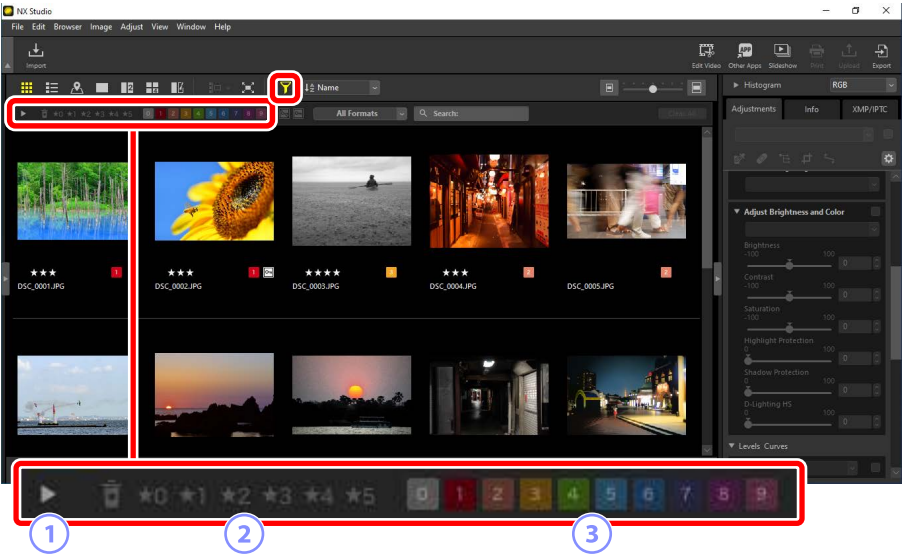 NX Studio
File Edit Browser Image Adjust View Window Help
Import
Edit Video Other Apps Slideshow Print Upload Export
APP
Name
Histogram RGB
★0 ★1 ★2 ★3 ★4 ★5 0 1 2 3 4 5 6 7 8 9
All Formats Search: Clear all
Adjustments Info XMP/IPTC
Adjust Brightness and Color
Brightness
-100 100 0
Contrast
-100 100 0
Saturation
-100 100 0
Highlight Protection
0 100 0
Shadow Protection
0 100 0
D-Lighting HS
0 100 0
Levels Curves
★★★ 1
DSC_0001.JPG
★★★ 1
DSC_0002.JPG
★★★★ 3
DSC_0003.JPG
★★★ 2
DSC_0004.JPG
2
DSC_0005.JPG
★0 ★1 ★2 ★3 ★4 ★5 0 1 2 3 4 5 6 7 8 9
1 2 3